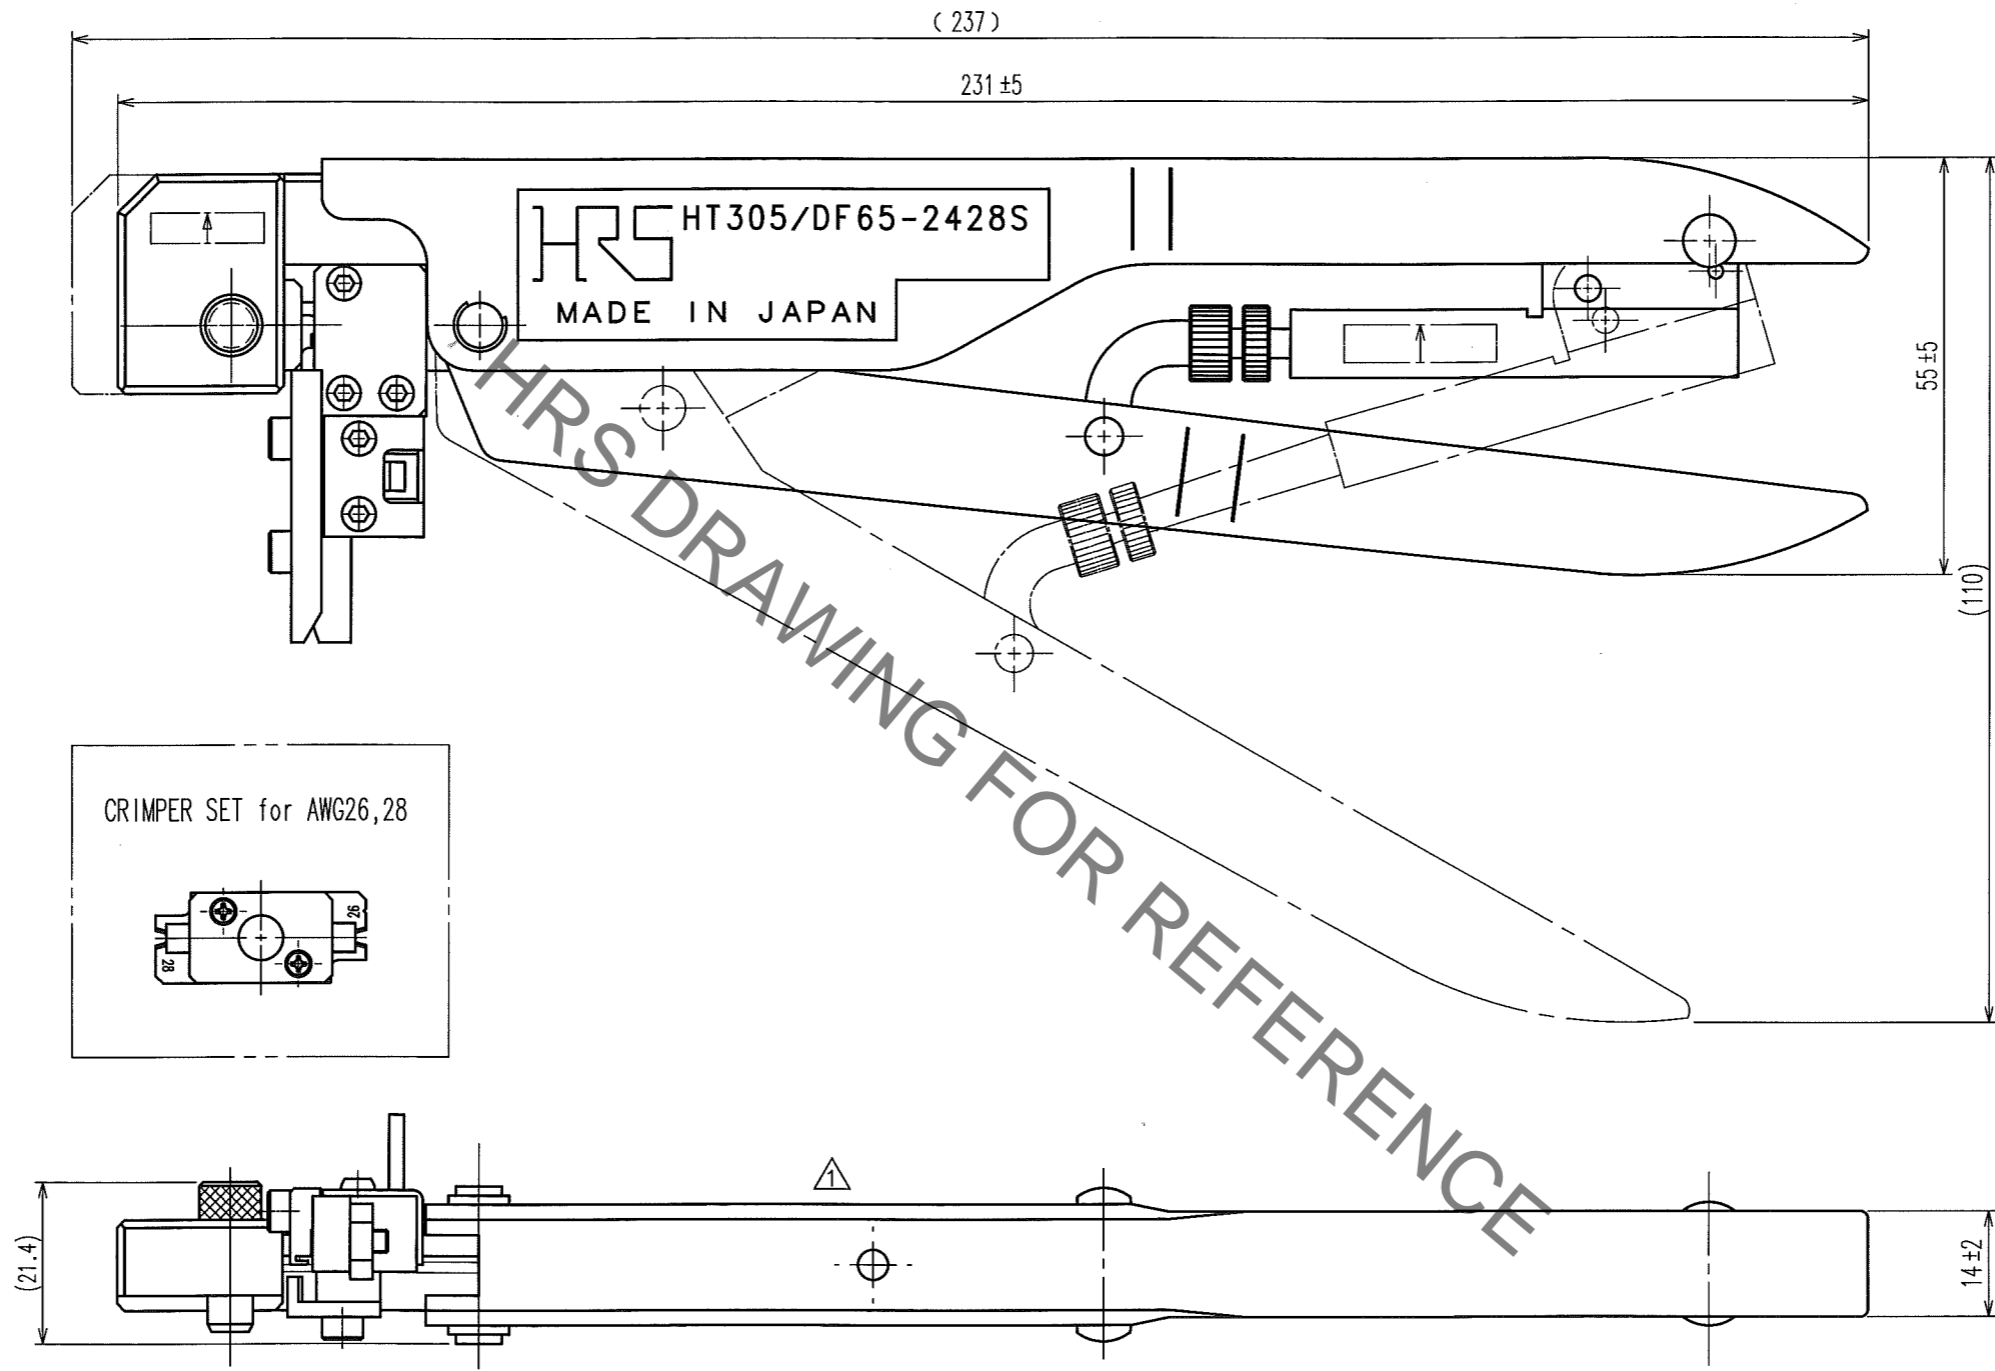 (237)
231±5
HRS HT305/DF65-2428S
MADE IN JAPAN
55±5
(110)
CRIMPER SET for AWG26,28
26
28
HRS DRAWING FOR REFERENCE
1
(21.4)
14±2